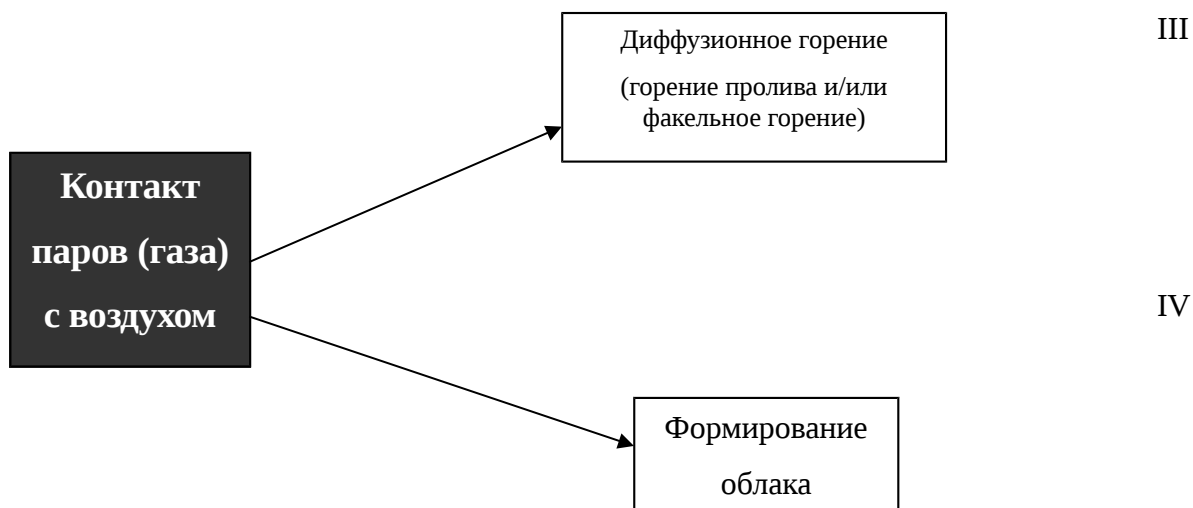 Диффузионное горение
(горение пролива и/или
факельное горение)
III
Контакт
паров (газа)
с воздухом
IV
Формирование
облака